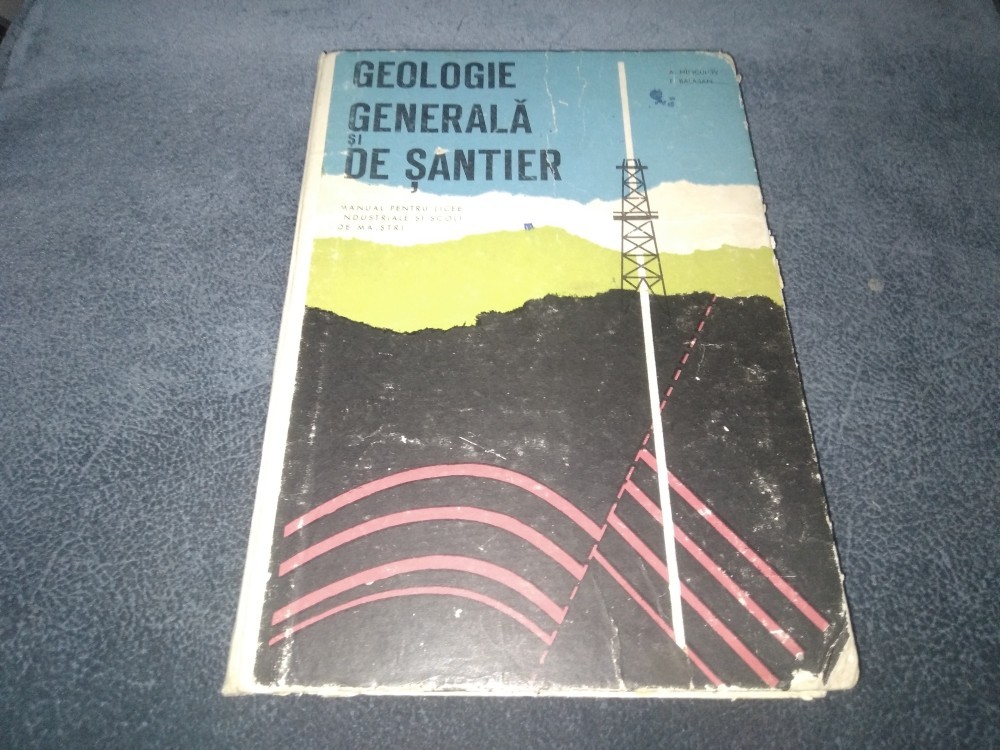 GEOLOGIE
GENERALĂ
ȘI
DE ȘANTIER
MANUAL PENTRU LICEE
INDUSTRIALE ȘI ȘCOLI
DE MAIȘTRI